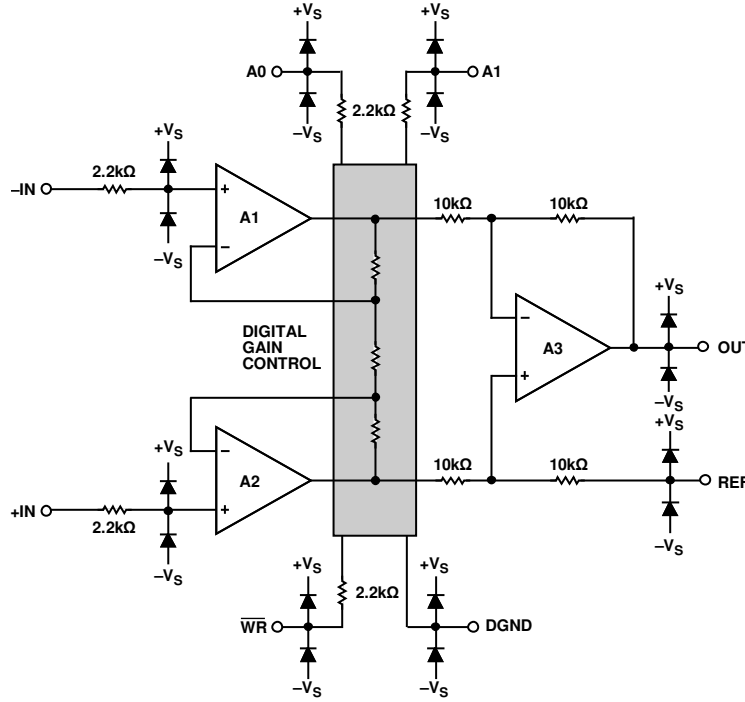 +VS +VS
A0 A1
2.2kΩ
–VS –VS
+VS
2.2kΩ
–IN
+
A1
–
–VS
10kΩ 10kΩ
DIGITAL
GAIN
CONTROL
+VS
–
A3
+
OUT
–VS
+VS
–
A2
+
+VS
10kΩ 10kΩ
REF
+IN
2.2kΩ
–VS
–VS
+VS +VS
2.2kΩ
WR DGND
–VS –VS